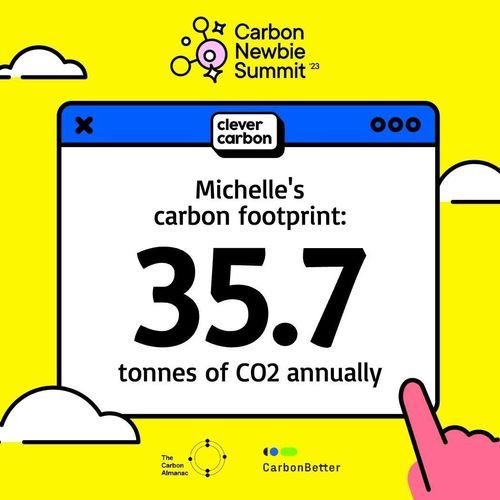 Carbon
Newbie
Summit '23
clever
carbon
Michelle's
carbon footprint:
35.7
tonnes of CO2 annually
The
Carbon
Almanac
CarbonBetter